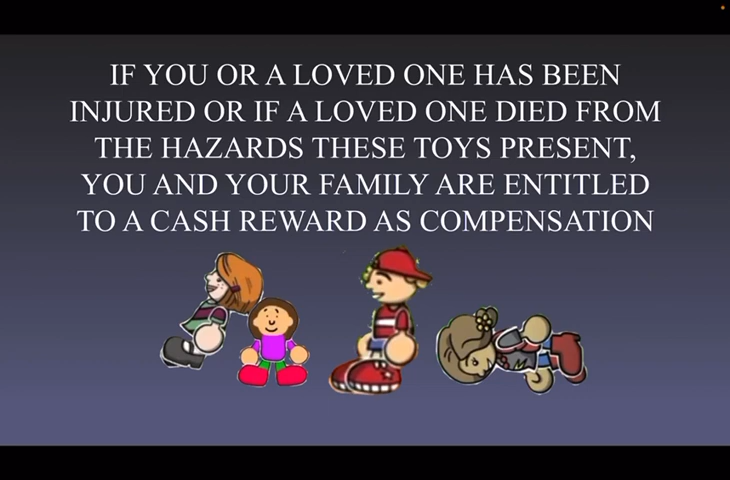 IF YOU OR A LOVED ONE HAS BEEN
INJURED OR IF A LOVED ONE DIED FROM
THE HAZARDS THESE TOYS PRESENT,
YOU AND YOUR FAMILY ARE ENTITLED
TO A CASH REWARD AS COMPENSATION